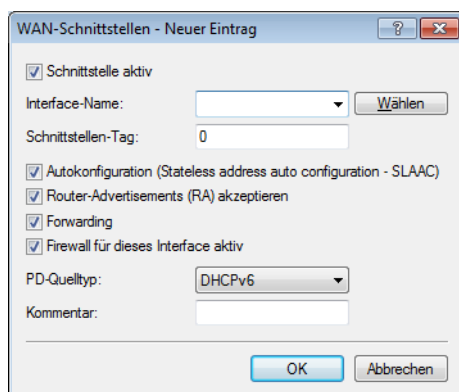 WAN-Schnittstellen - Neuer Eintrag
Schnittstelle aktiv
Interface-Name: Wählen
Schnittstellen-Tag: 0
Autokonfiguration (Stateless address auto configuration - SLAAC)
Router-Advertisements (RA) akzeptieren
Forwarding
Firewall für dieses Interface aktiv
PD-Quelltyp: DHCPv6
Kommentar:
OK Abbrechen